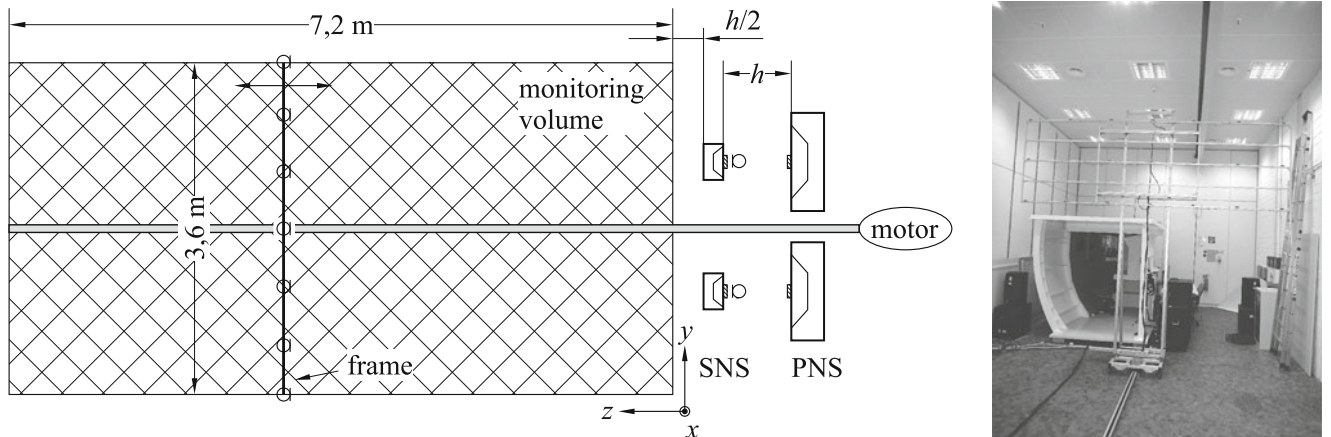 7,2 m
h/2
h
monitoring
volume
3,6 m
motor
frame
y
SNS
PNS
z
x